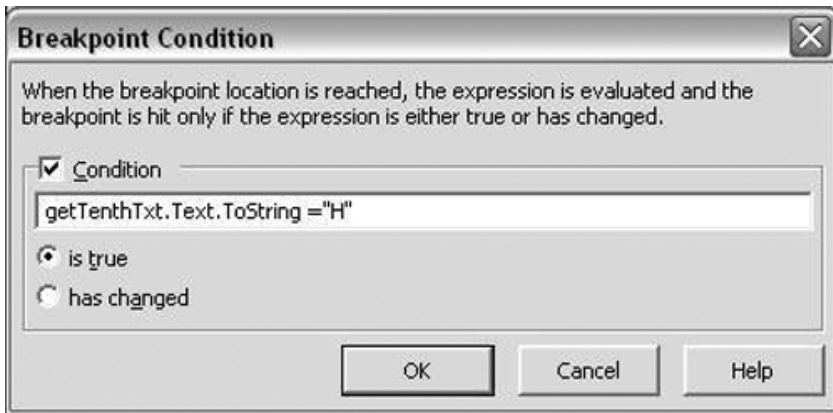 Breakpoint Condition
When the breakpoint location is reached, the expression is evaluated and the
breakpoint is hit only if the expression is either true or has changed.
Condition
getTenthTxt.Text.ToString ="H"
is true
has changed
OK Cancel Help